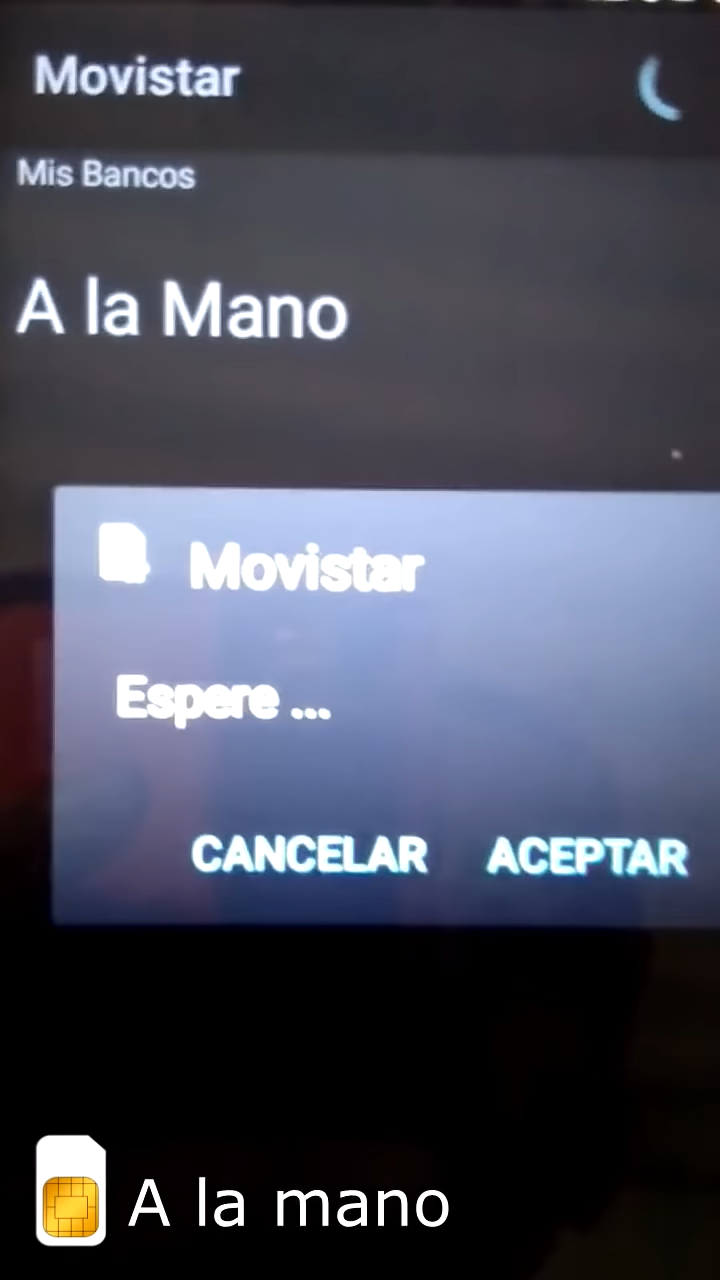 Movistar
Mis Bancos
A la Mano
Movistar
Espere ...
CANCELAR
ACEPTAR
A la mano